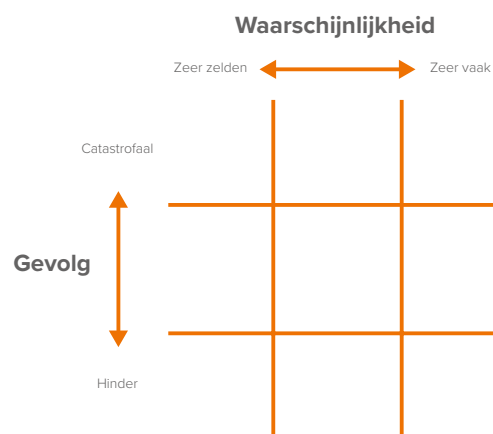 Waarschijnlijkheid
Zeer zelden
Zeer vaak
Catastrofaal
Gevolg
Hinder